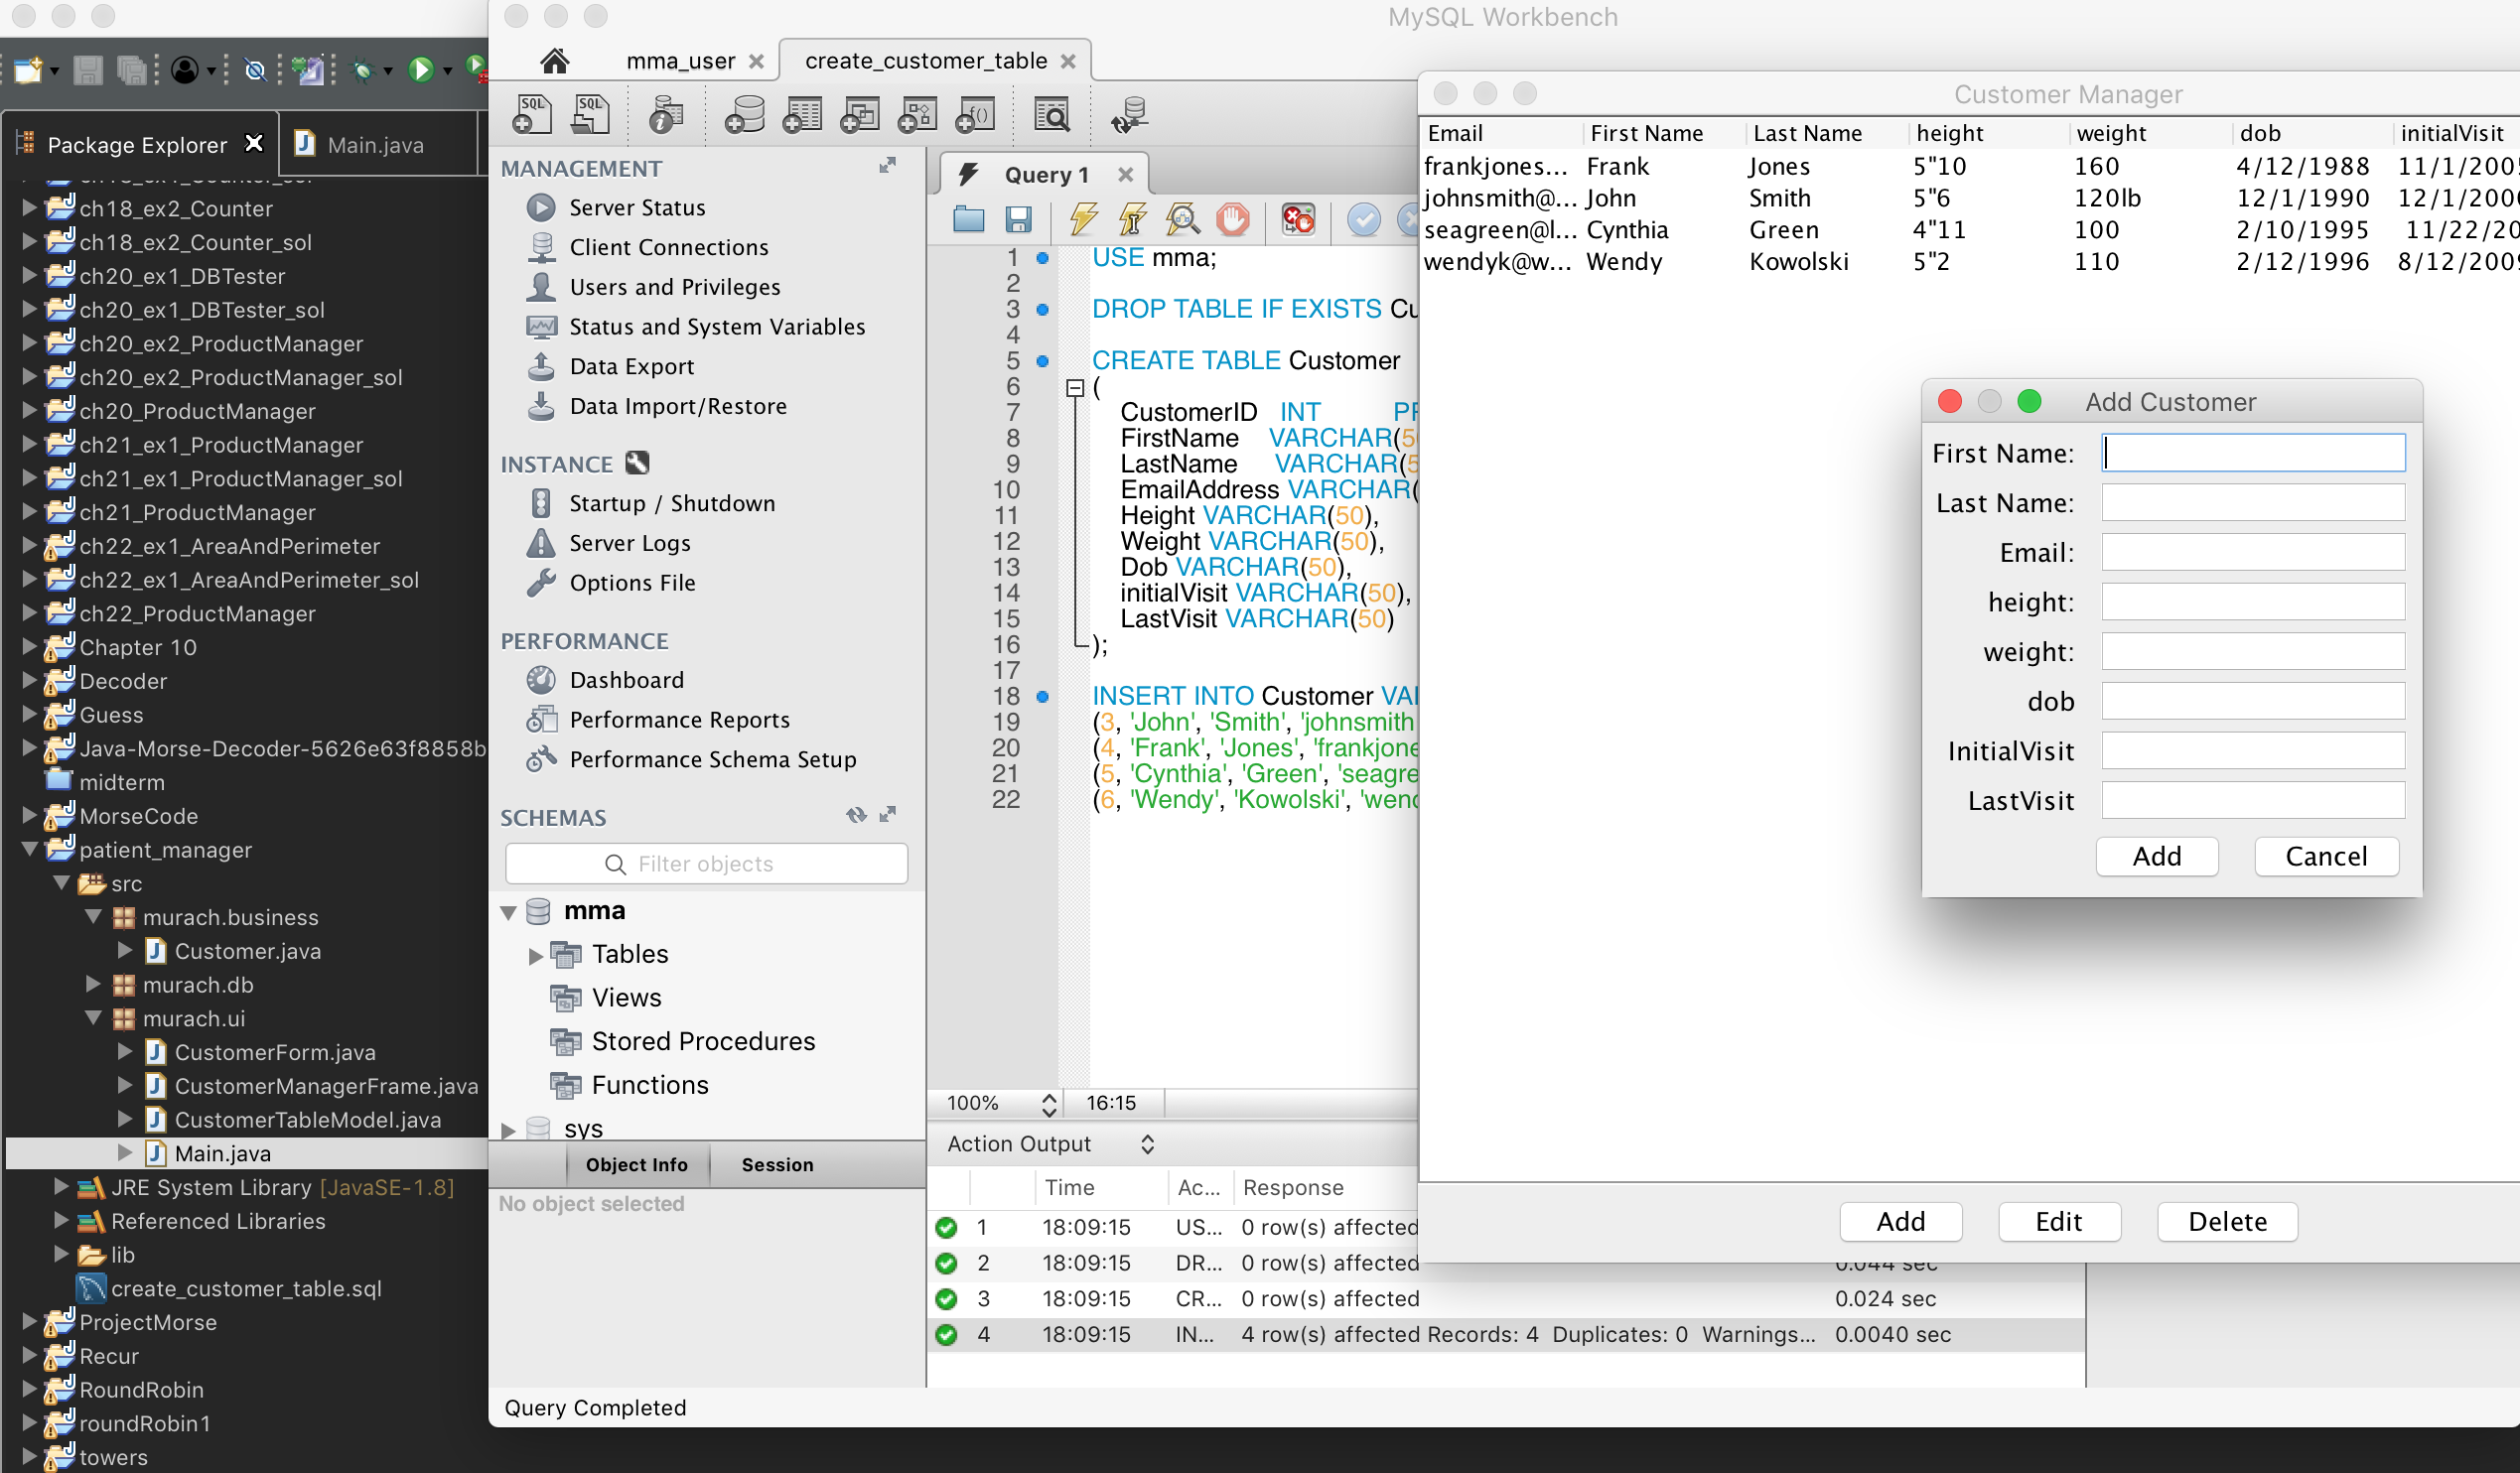 Package Explorer
Main.java
ch18_ex2_Counter
ch18_ex2_Counter_sol
ch20_ex1_DBTester
ch20_ex1_DBTester_sol
ch20_ex2_ProductManager
ch20_ex2_ProductManager_sol
ch20_ProductManager
ch21_ex1_ProductManager
ch21_ex1_ProductManager_sol
ch21_ProductManager
ch22_ex1_AreaAndPerimeter
ch22_ex1_AreaAndPerimeter_sol
ch22_ProductManager
Chapter 10
Decoder
Guess
Java-Morse-Decoder-5626e63f8858b
midterm
MorseCode
patient_manager
src
murach.business
Customer.java
murach.db
murach.ui
CustomerForm.java
CustomerManagerFrame.java
CustomerTableModel.java
Main.java
JRE System Library [JavaSE-1.8]
Referenced Libraries
lib
create_customer_table.sql
ProjectMorse
Recur
RoundRobin
roundRobin1
towers
MySQL Workbench
mma_user
create_customer_table
SQL SQL
MANAGEMENT
Server Status
Client Connections
Users and Privileges
Status and System Variables
Data Export
Data Import/Restore
INSTANCE
Startup / Shutdown
Server Logs
Options File
PERFORMANCE
Dashboard
Performance Reports
Performance Schema Setup
SCHEMAS
Filter objects
mma
Tables
Views
Stored Procedures
Functions
sys
Object Info Session
No object selected
Query Completed
Query 1
1 USE mma;
2
3 DROP TABLE IF EXISTS Cu
4
5 CREATE TABLE Customer
6 (
7 CustomerID INT PR
8 FirstName VARCHAR(50
9 LastName VARCHAR(5
10 EmailAddress VARCHAR(
11 Height VARCHAR(50),
12 Weight VARCHAR(50),
13 Dob VARCHAR(50),
14 initialVisit VARCHAR(50),
15 LastVisit VARCHAR(50)
16 );
17
18 INSERT INTO Customer VAL
19 (3, 'John', 'Smith', 'johnsmith
20 (4, 'Frank', 'Jones', 'frankjone
21 (5, 'Cynthia', 'Green', 'seagre
22 (6, 'Wendy', 'Kowolski', 'wend
100% 16:15
Action Output
Time Ac... Response
1 18:09:15 US... 0 row(s) affected
2 18:09:15 DR... 0 row(s) affected 0.044 sec
3 18:09:15 CR... 0 row(s) affected 0.024 sec
4 18:09:15 IN... 4 row(s) affected Records: 4 Duplicates: 0 Warnings... 0.0040 sec
Customer Manager
Email First Name Last Name height weight dob initialVisit
frankjones... Frank Jones 5"10 160 4/12/1988 11/1/200
johnsmith@... John Smith 5"6 120lb 12/1/1990 12/1/200
seagreen@l... Cynthia Green 4"11 100 2/10/1995 11/22/20
wendyk@w... Wendy Kowolski 5"2 110 2/12/1996 8/12/200
Add Customer
First Name:
Last Name:
Email:
height:
weight:
dob
InitialVisit
LastVisit
Add Cancel
Add Edit Delete